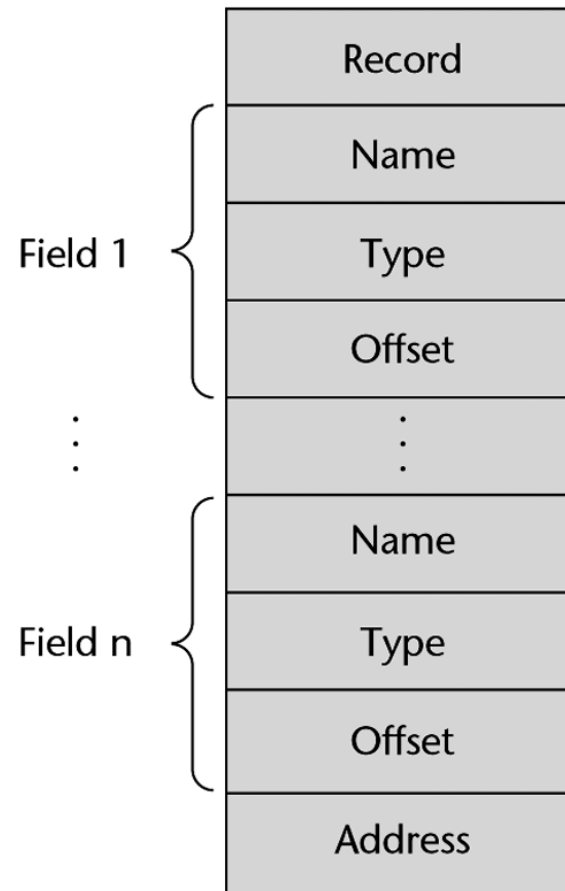 Record
Name
Field 1
Type
Offset
⋮ ⋮
Name
Field n
Type
Offset
Address